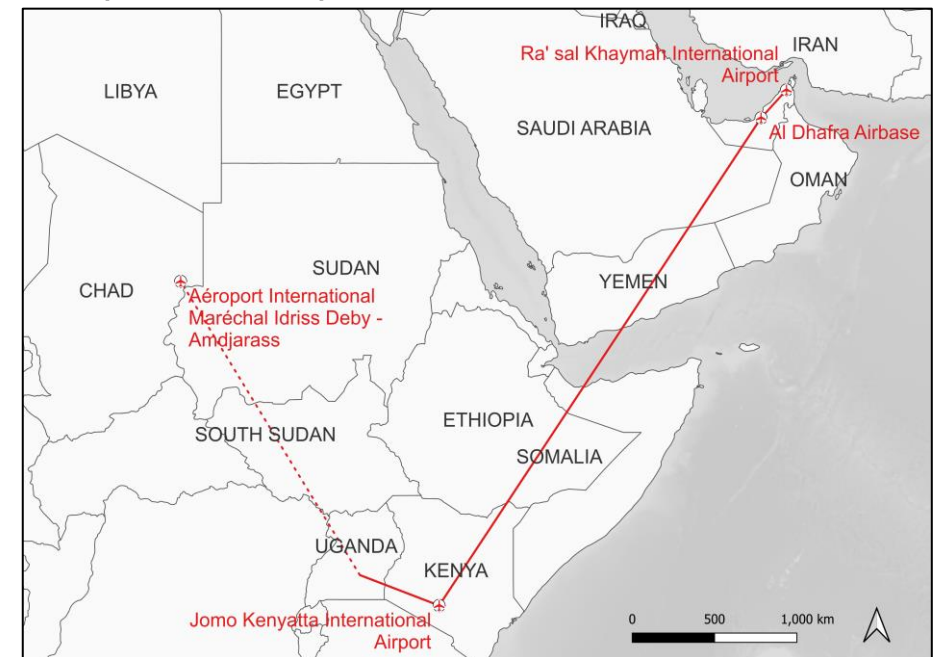 IRAQ
Ra' sal Khaymah International
Airport
IRAN
LIBYA
EGYPT
SAUDI ARABIA
Al Dhafra Airbase
OMAN
SUDAN
CHAD
YEMEN
Aéroport International
Maréchal Idriss Deby -
Amdjarass
ETHIOPIA
SOUTH SUDAN
SOMALIA
UGANDA
KENYA
Jomo Kenyatta International
Airport
0 500 1,000 km